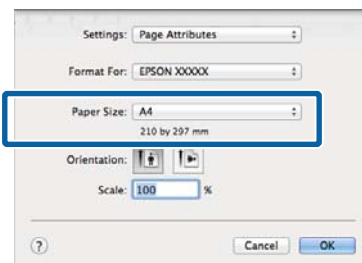 Settings: Page Attributes
Format For: EPSON XXXXX
Paper Size: A4
210 by 297 mm
Orientation:
Scale: 100 %
? Cancel OK